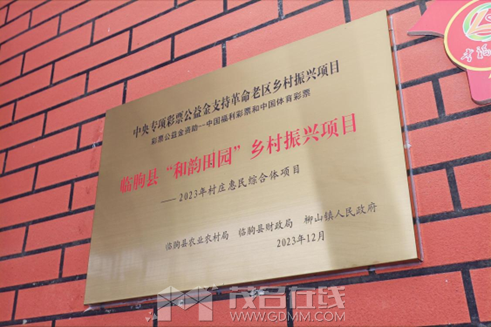 中央专项彩票公益金支持革命老区乡村振兴项目
彩票公益金资助—中国福利彩票和中国体育彩票
临朐县“和韵田园”乡村振兴项目
——2023年村庄惠民综合体项目
临朐县农业农村局 临朐县财政局 柳山镇人民政府
2023年12月
茂名在线
WWW.GDMM.COM